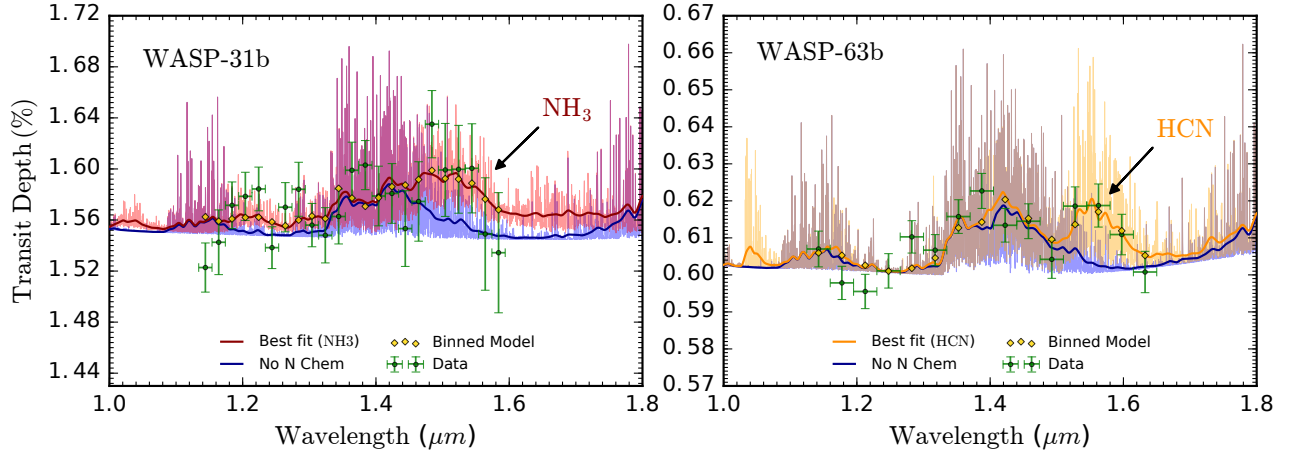 WASP-31b
NH3
Transit Depth (%)
1.72
1.68
1.64
1.60
1.56
1.52
1.48
1.44
Best fit (NH3)
No N Chem
Binned Model
Data
1.0
1.2
1.4
1.6
1.8
Wavelength (μm)
WASP-63b
HCN
0.67
0.66
0.65
0.64
0.63
0.62
0.61
0.60
0.59
0.58
0.57
Best fit (HCN)
No N Chem
Binned Model
Data
1.0
1.2
1.4
1.6
1.8
Wavelength (μm)